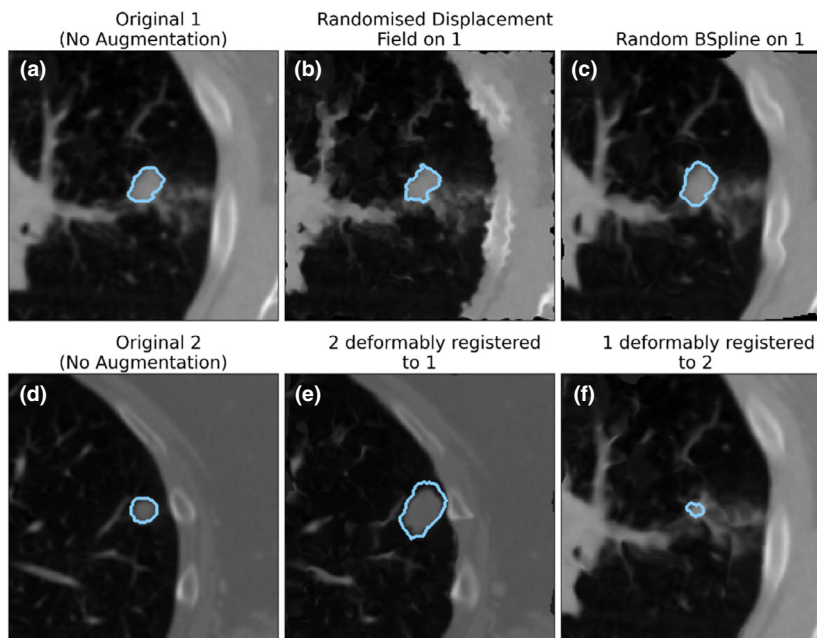 Original 1
(No Augmentation)
Randomised Displacement
Field on 1
Random BSpline on 1
(a)
(b)
(c)
Original 2
(No Augmentation)
2 deformably registered
to 1
1 deformably registered
to 2
(d)
(e)
(f)